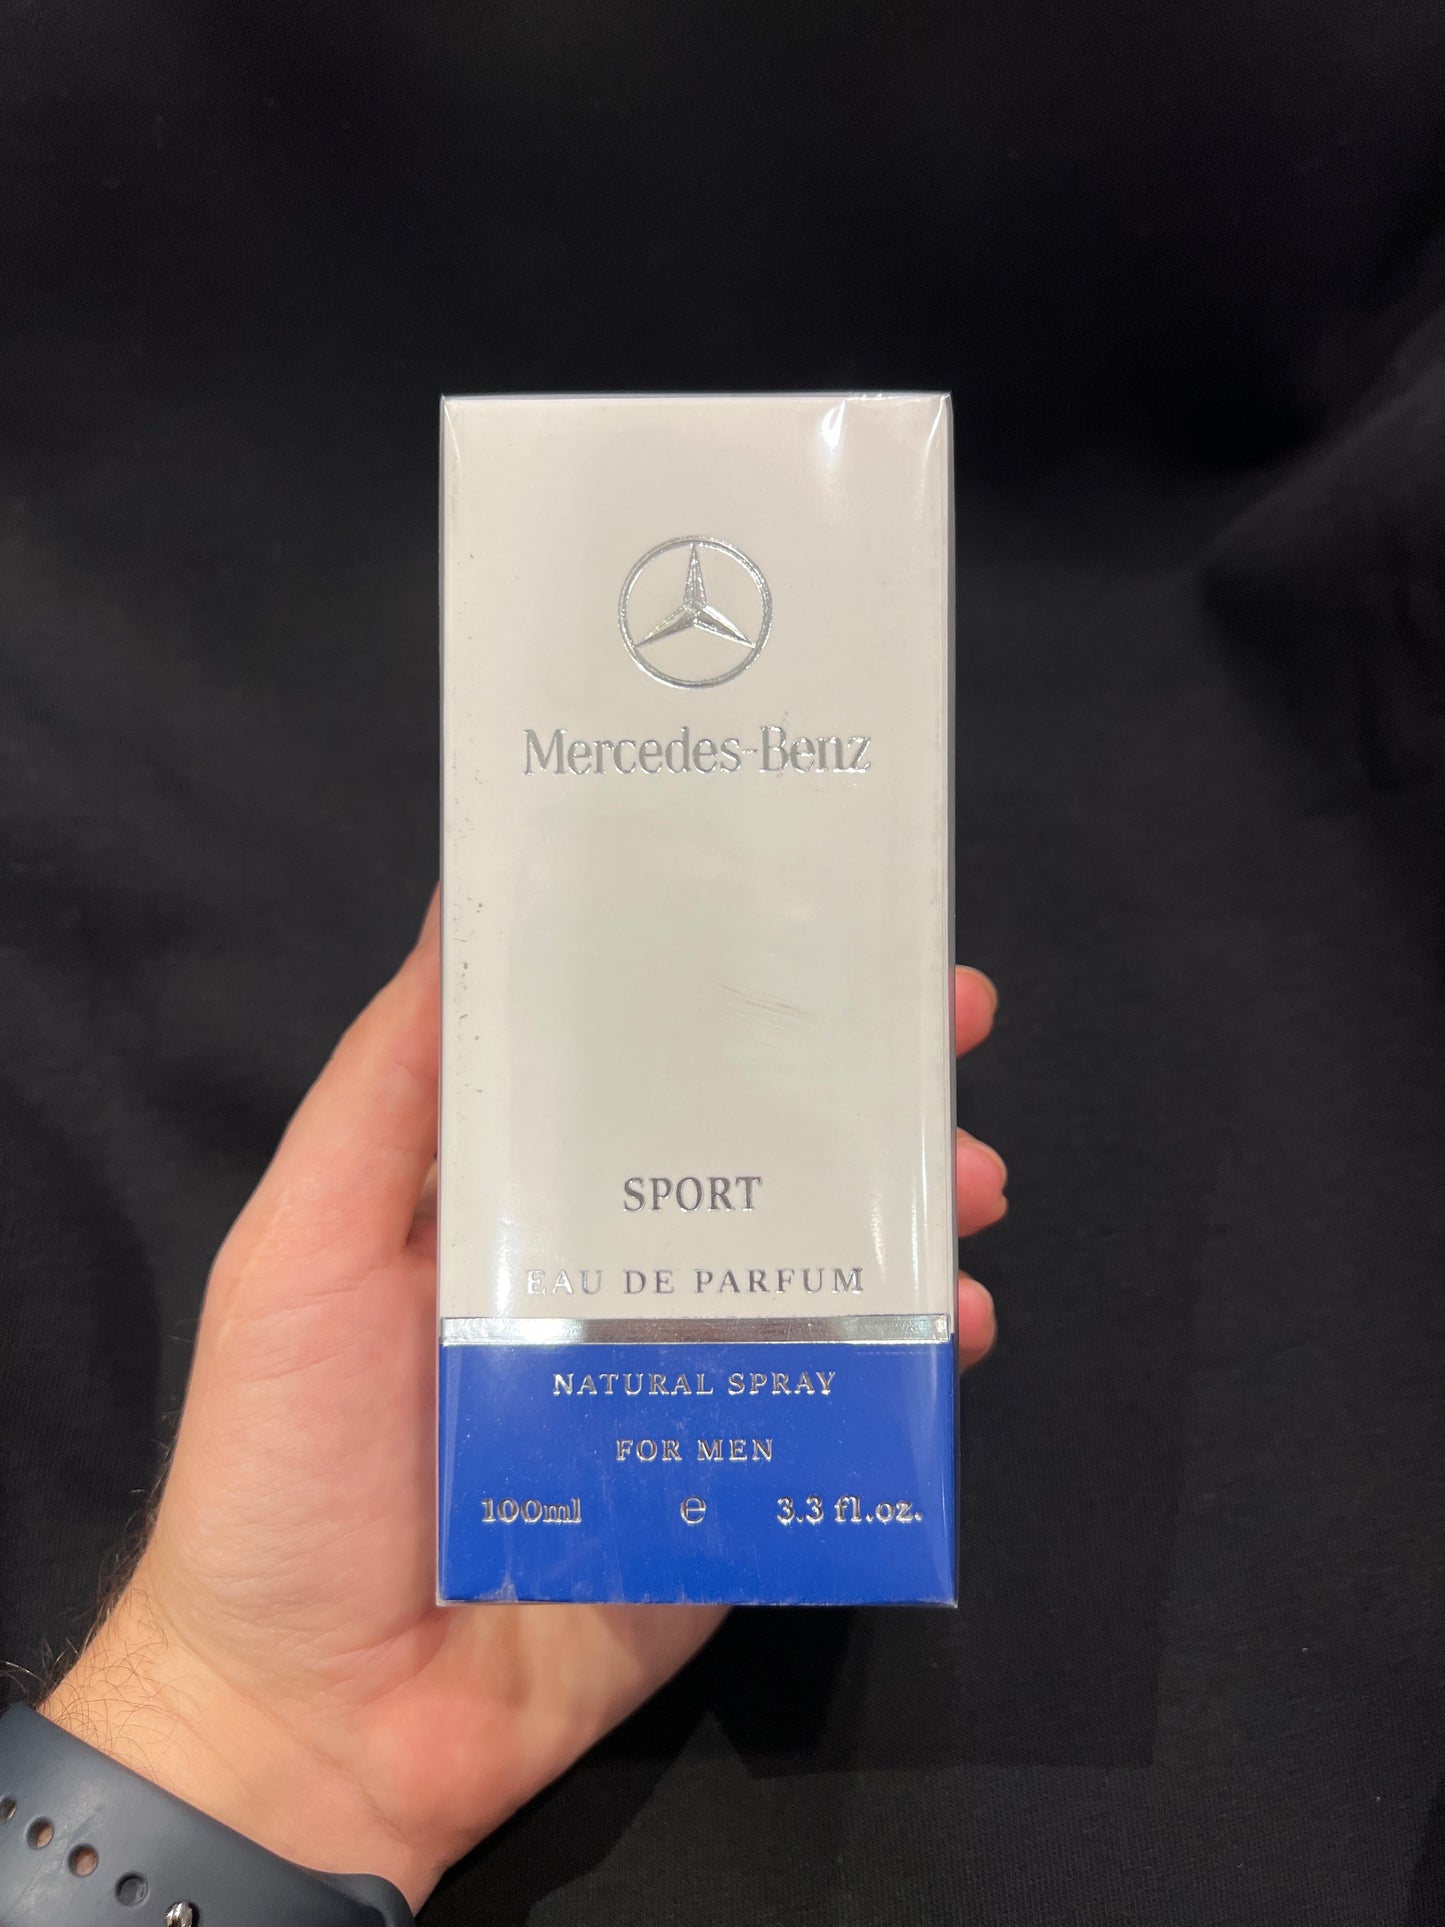 Mercedes-Benz
SPORT
EAU DE PARFUM
NATURAL SPRAY
FOR MEN
100ml ℮ 3.3 fl.oz.